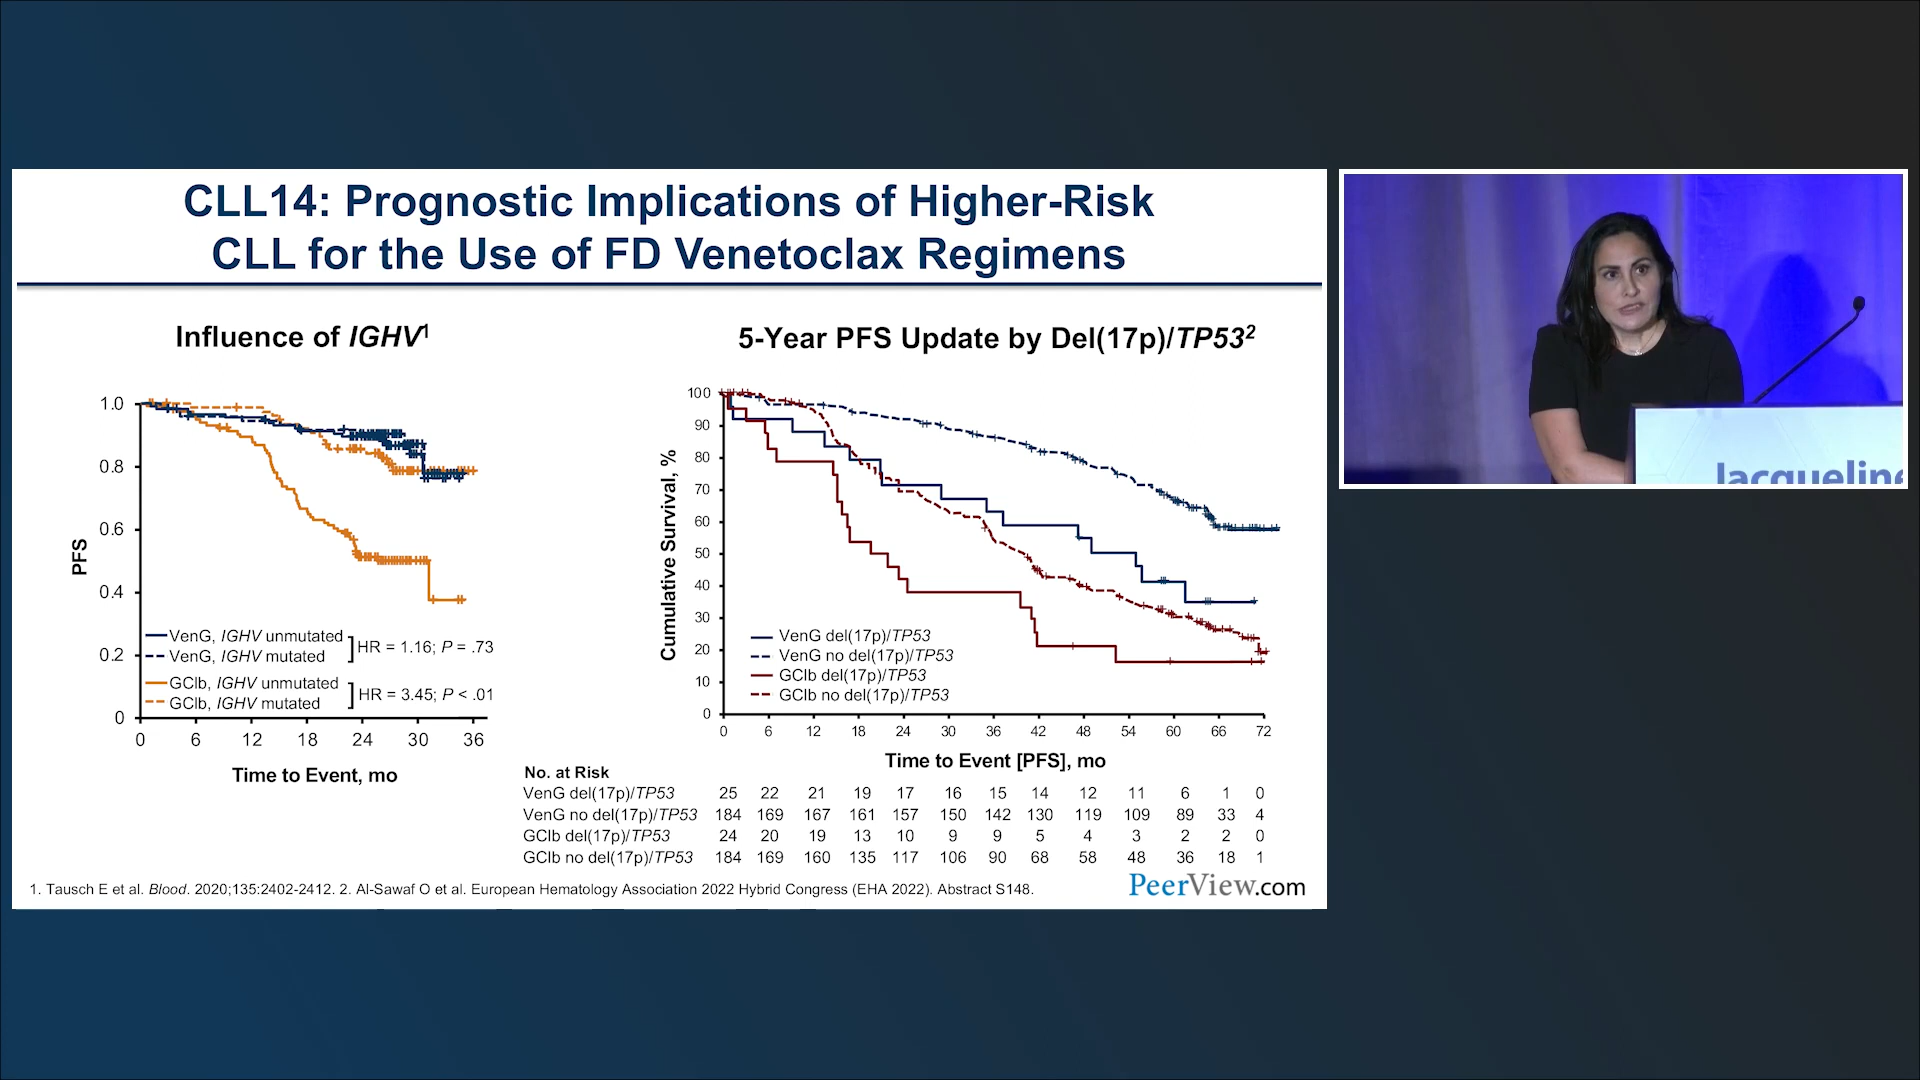 CLL14: Prognostic Implications of Higher-Risk
CLL for the Use of FD Venetoclax Regimens
Influence of IGHV1
1.0
0.8
0.6
0.4
0.2
0
PFS
VenG, IGHV unmutated
VenG, IGHV mutated
HR = 1.16; P = .73
GClb, IGHV unmutated
GClb, IGHV mutated
HR = 3.45; P < .01
0 6 12 18 24 30 36
Time to Event, mo
5-Year PFS Update by Del(17p)/TP532
100
90
80
70
60
50
40
30
20
10
0
Cumulative Survival, %
VenG del(17p)/TP53
VenG no del(17p)/TP53
GClb del(17p)/TP53
GClb no del(17p)/TP53
0 6 12 18 24 30 36 42 48 54 60 66 72
Time to Event [PFS], mo
No. at Risk
VenG del(17p)/TP53 25 22 21 19 17 16 15 14 12 11 6 1 0
VenG no del(17p)/TP53 184 169 167 161 157 150 142 130 119 109 89 33 4
GClb del(17p)/TP53 24 20 19 13 10 9 9 5 4 3 2 2 0
GClb no del(17p)/TP53 184 169 160 135 117 106 90 68 58 48 36 18 1
1. Tausch E et al. Blood. 2020;135:2402-2412. 2. Al-Sawaf O et al. European Hematology Association 2022 Hybrid Congress (EHA 2022). Abstract S148.
PeerView.com
Jacqueline